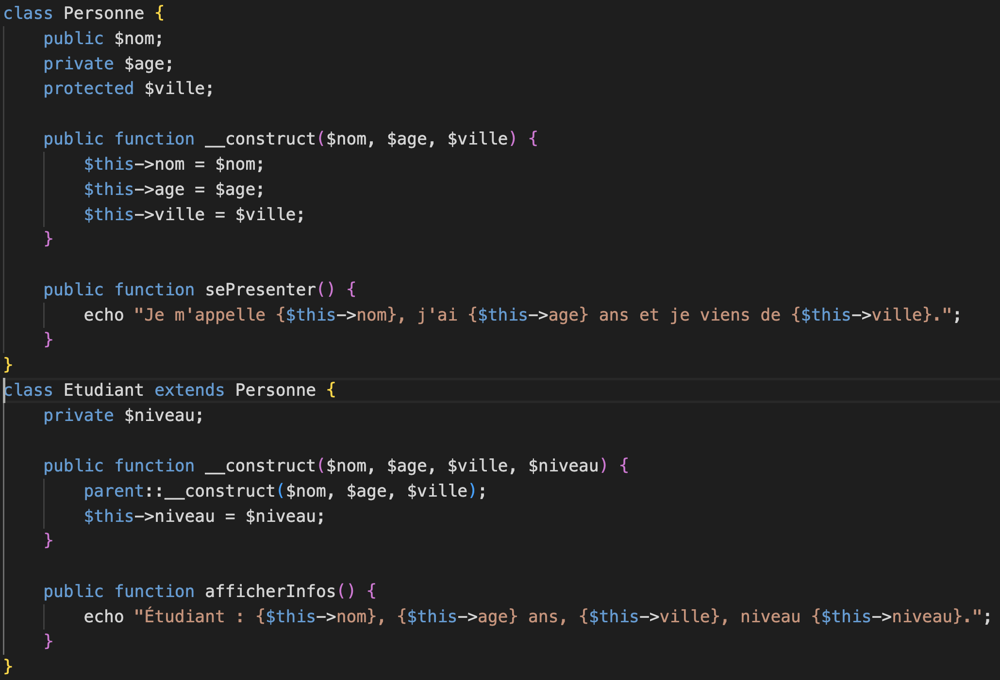 class Personne {
    public $nom;
    private $age;
    protected $ville;

    public function __construct($nom, $age, $ville) {
        $this->nom = $nom;
        $this->age = $age;
        $this->ville = $ville;
    }

    public function sePresenter() {
        echo "Je m'appelle {$this->nom}, j'ai {$this->age} ans et je viens de {$this->ville}.";
    }
}
class Etudiant extends Personne {
    private $niveau;

    public function __construct($nom, $age, $ville, $niveau) {
        parent::__construct($nom, $age, $ville);
        $this->niveau = $niveau;
    }

    public function afficherInfos() {
        echo "Étudiant : {$this->nom}, {$this->age} ans, {$this->ville}, niveau {$this->niveau}.";
    }
}